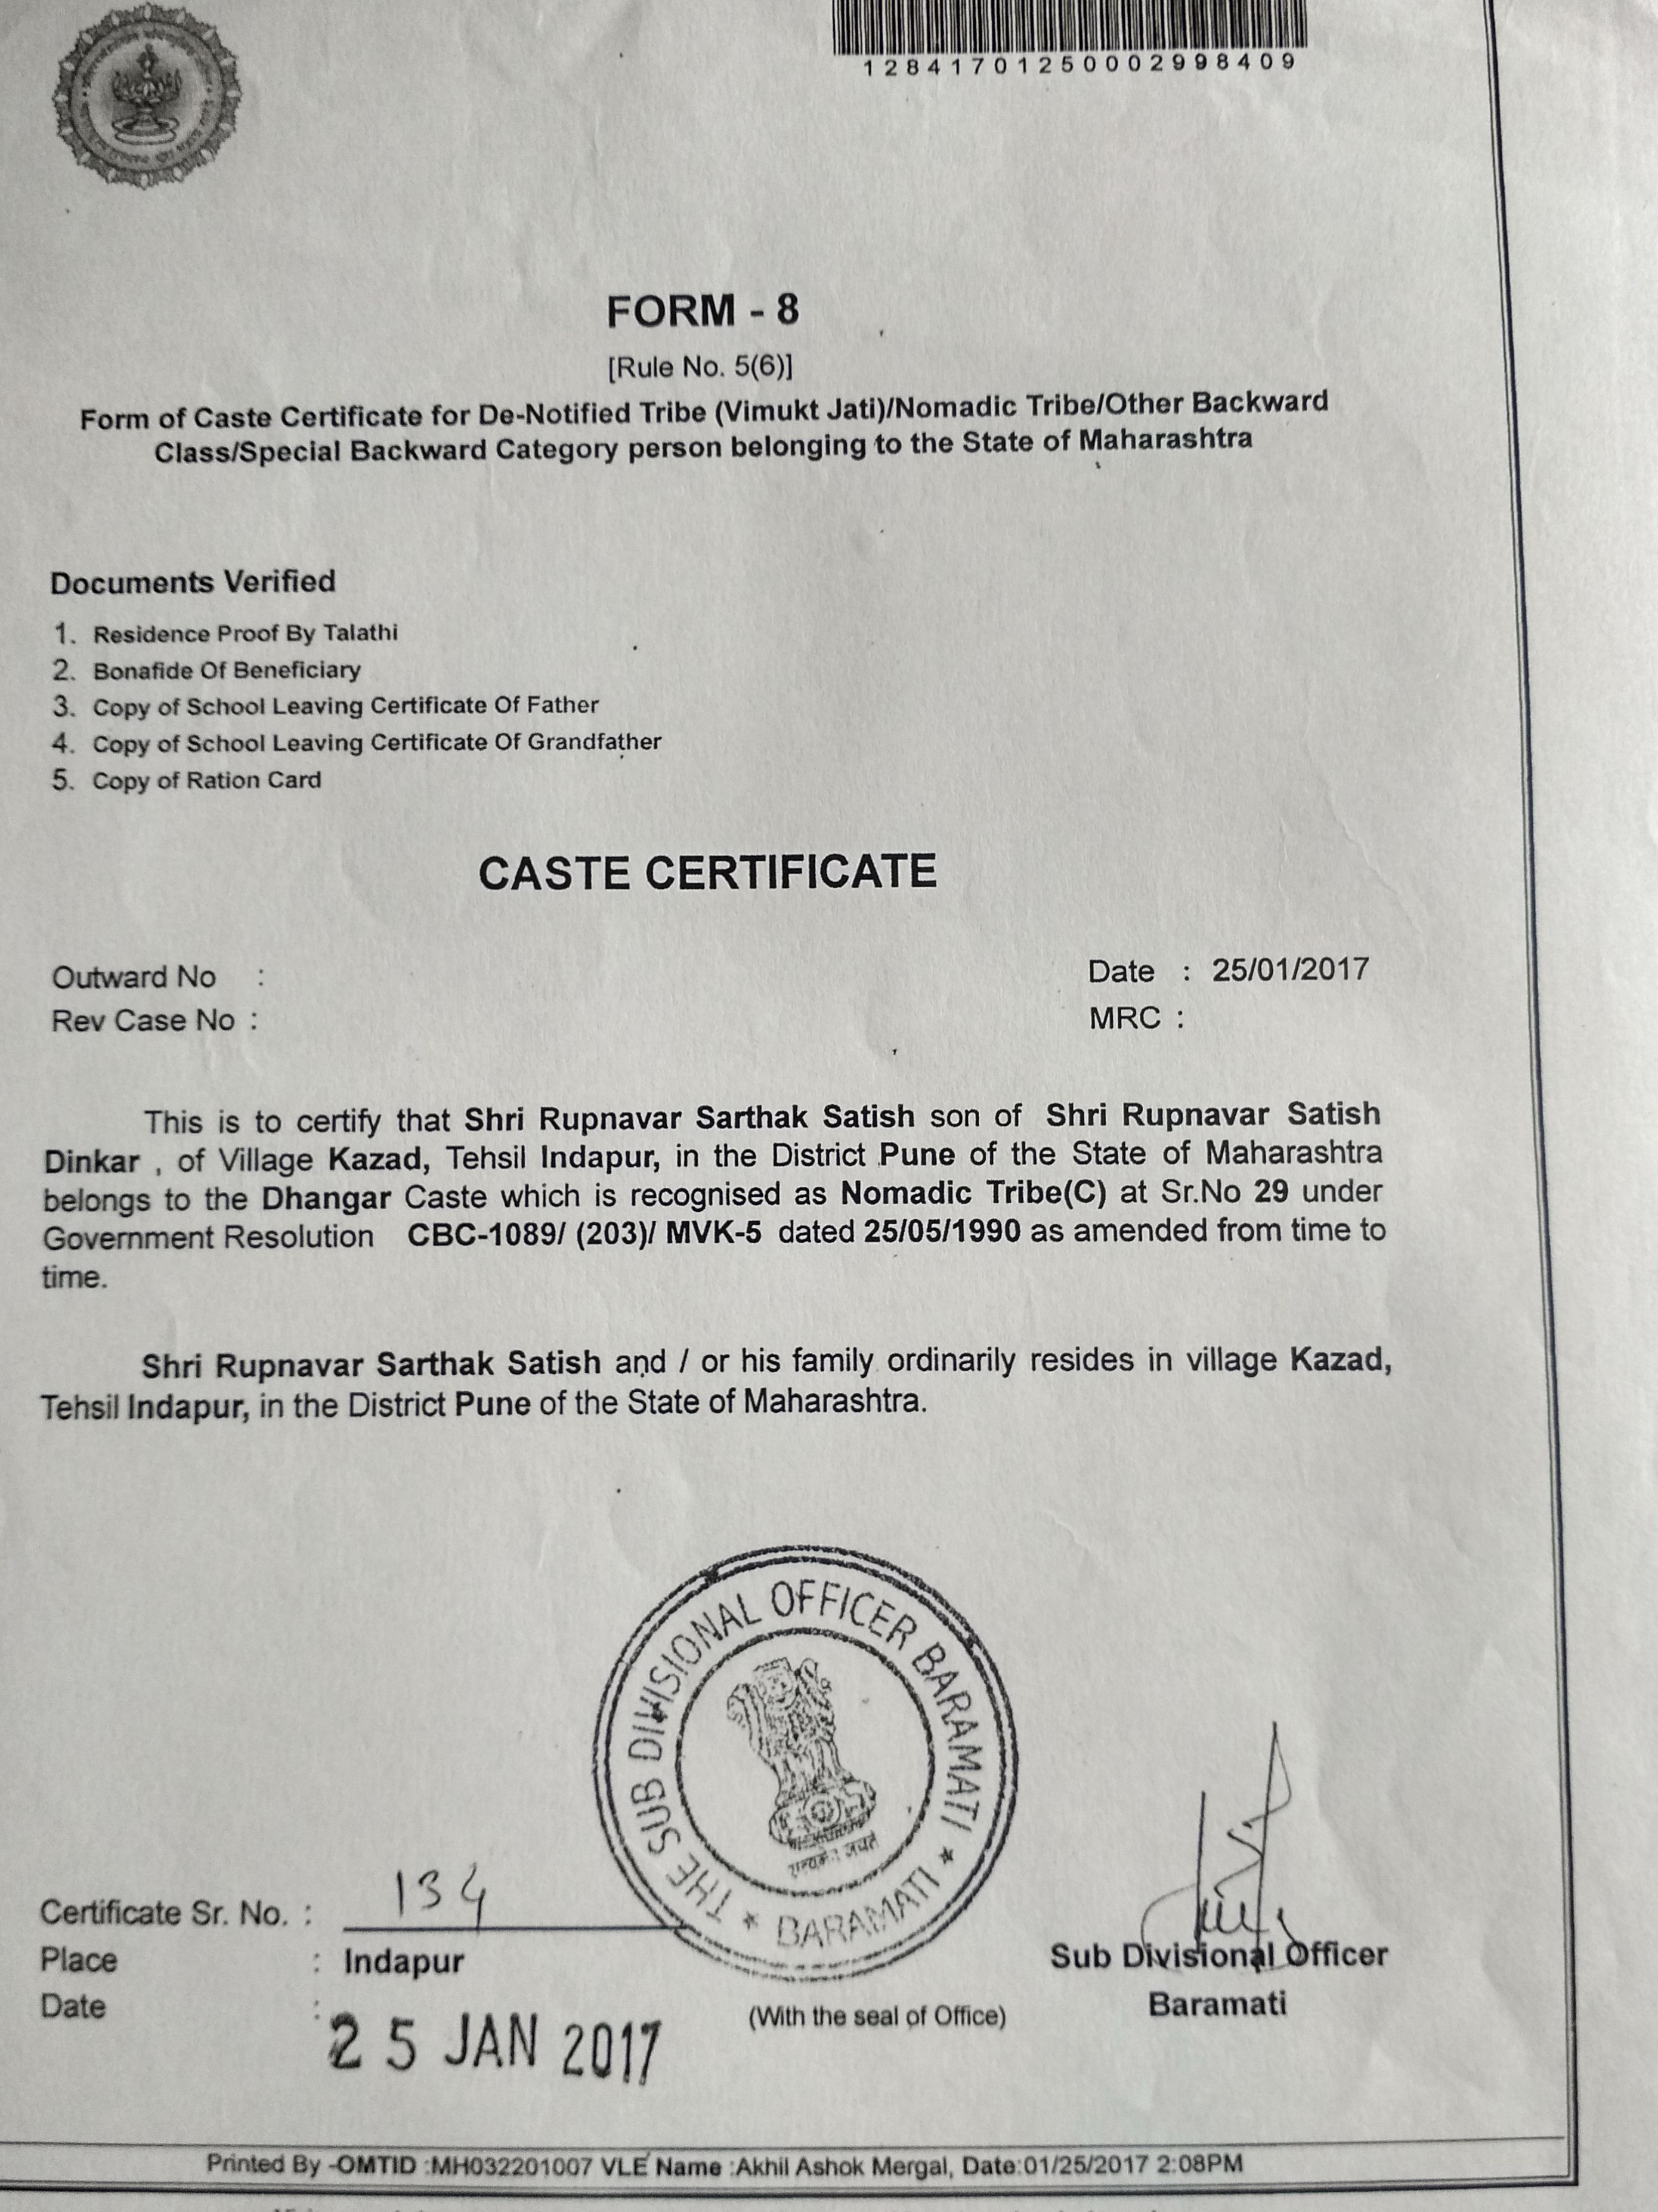 12841701250002998409
FORM - 8
[Rule No. 5(6)]
Form of Caste Certificate for De-Notified Tribe (Vimukt Jati)/Nomadic Tribe/Other Backward
Class/Special Backward Category person belonging to the State of Maharashtra
Documents Verified
1. Residence Proof By Talathi
2. Bonafide Of Beneficiary
3. Copy of School Leaving Certificate Of Father
4. Copy of School Leaving Certificate Of Grandfather
5. Copy of Ration Card
CASTE CERTIFICATE
Outward No :
Date : 25/01/2017
Rev Case No :
MRC :
This is to certify that Shri Rupnavar Sarthak Satish son of Shri Rupnavar Satish
Dinkar , of Village Kazad, Tehsil Indapur, in the District Pune of the State of Maharashtra
belongs to the Dhangar Caste which is recognised as Nomadic Tribe(C) at Sr.No 29 under
Government Resolution CBC-1089/ (203)/ MVK-5 dated 25/05/1990 as amended from time to
time.
Shri Rupnavar Sarthak Satish and / or his family ordinarily resides in village Kazad,
Tehsil Indapur, in the District Pune of the State of Maharashtra.
THE SUB DIVISIONAL OFFICER BARAMATI
★ BARAMATI ★
सत्यमेव जयते
Certificate Sr. No. : 134
Place : Indapur
Date : 25 JAN 2017
(With the seal of Office)
Sub Divisional Officer
Baramati
Printed By -OMTID :MH032201007 VLE Name :Akhil Ashok Mergal, Date:01/25/2017 2:08PM